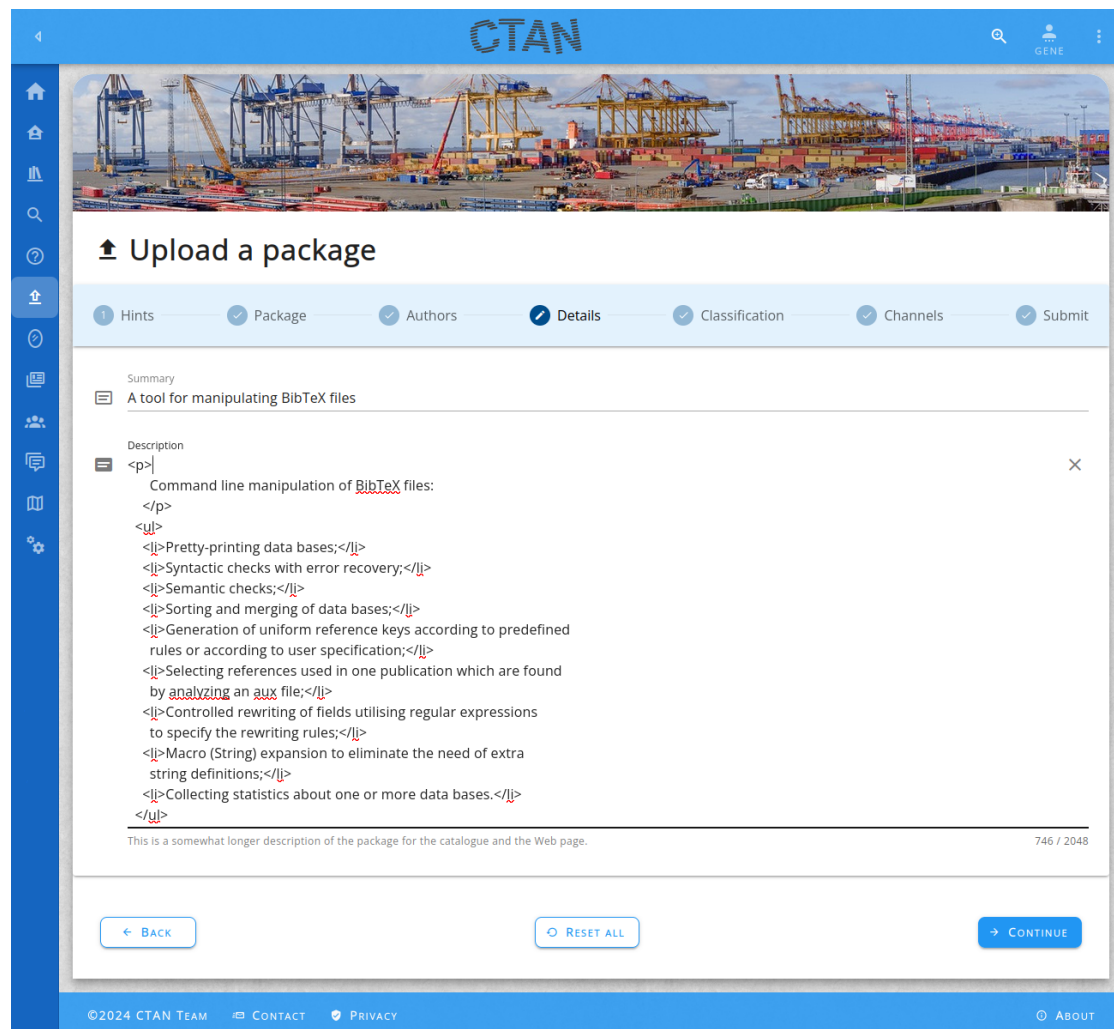 CTAN
GENE
Upload a package
1 Hints
Package
Authors
Details
Classification
Channels
Submit
Summary
A tool for manipulating BibTeX files
Description
<p>
Command line manipulation of BibTeX files:
</p>
<ul>
<li>Pretty-printing data bases;</li>
<li>Syntactic checks with error recovery;</li>
<li>Semantic checks;</li>
<li>Sorting and merging of data bases;</li>
<li>Generation of uniform reference keys according to predefined
rules or according to user specification;</li>
<li>Selecting references used in one publication which are found
by analyzing an aux file;</li>
<li>Controlled rewriting of fields utilising regular expressions
to specify the rewriting rules;</li>
<li>Macro (String) expansion to eliminate the need of extra
string definitions;</li>
<li>Collecting statistics about one or more data bases.</li>
</ul>
This is a somewhat longer description of the package for the catalogue and the Web page.
746 / 2048
Back
Reset all
Continue
©2024 CTAN Team
Contact
Privacy
About